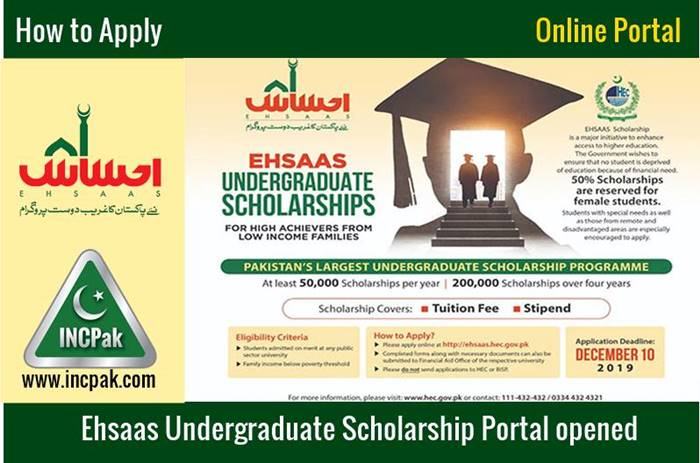 How to Apply
Online Portal
احساس
EHSAAS
نئے پاکستان کا غریب دوست پروگرام
INCPak
www.incpak.com
احساس
EHSAAS
نئے پاکستان کا غریب دوست پروگرام
EHSAAS
UNDERGRADUATE
SCHOLARSHIPS
FOR HIGH ACHIEVERS FROM
LOW INCOME FAMILIES
HEC
EHSAAS Scholarship
is a major initiative to enhance
access to higher education.
The Government wishes to
ensure that no student is deprived
of education because of financial need.
50% Scholarships
are reserved for
female students.
Students with special needs as well
as those from remote and
disadvantaged areas are especially
encouraged to apply.
PAKISTAN'S LARGEST UNDERGRADUATE SCHOLARSHIP PROGRAMME
At least 50,000 Scholarships per year | 200,000 Scholarships over four years
Scholarship Covers: ■ Tuition Fee ■ Stipend
Eligibility Criteria
▶ Students admitted on merit at any public
sector university
▶ Family income below poverty threshold
How to Apply?
▶ Please apply online at http://ehsaas.hec.gov.pk
▶ Completed forms along with necessary documents can also be
submitted to Financial Aid Office of the respective university
▶ Please do not send applications to HEC or BISP.
Application Deadline:
DECEMBER 10
2019
For more information, please visit: www.hec.gov.pk or contact: 111-432-432 / 0334 432 4321
Ehsaas Undergraduate Scholarship Portal opened